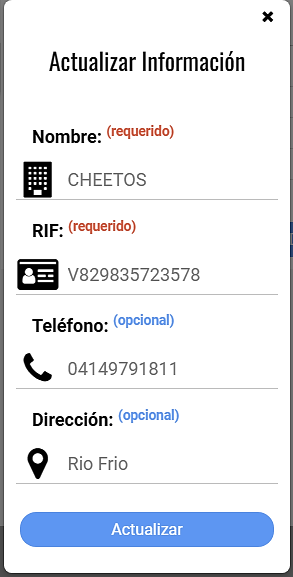 Actualizar Información
Nombre: (requerido)
CHEETOS
RIF: (requerido)
V829835723578
Teléfono: (opcional)
04149791811
Dirección: (opcional)
Rio Frio
Actualizar